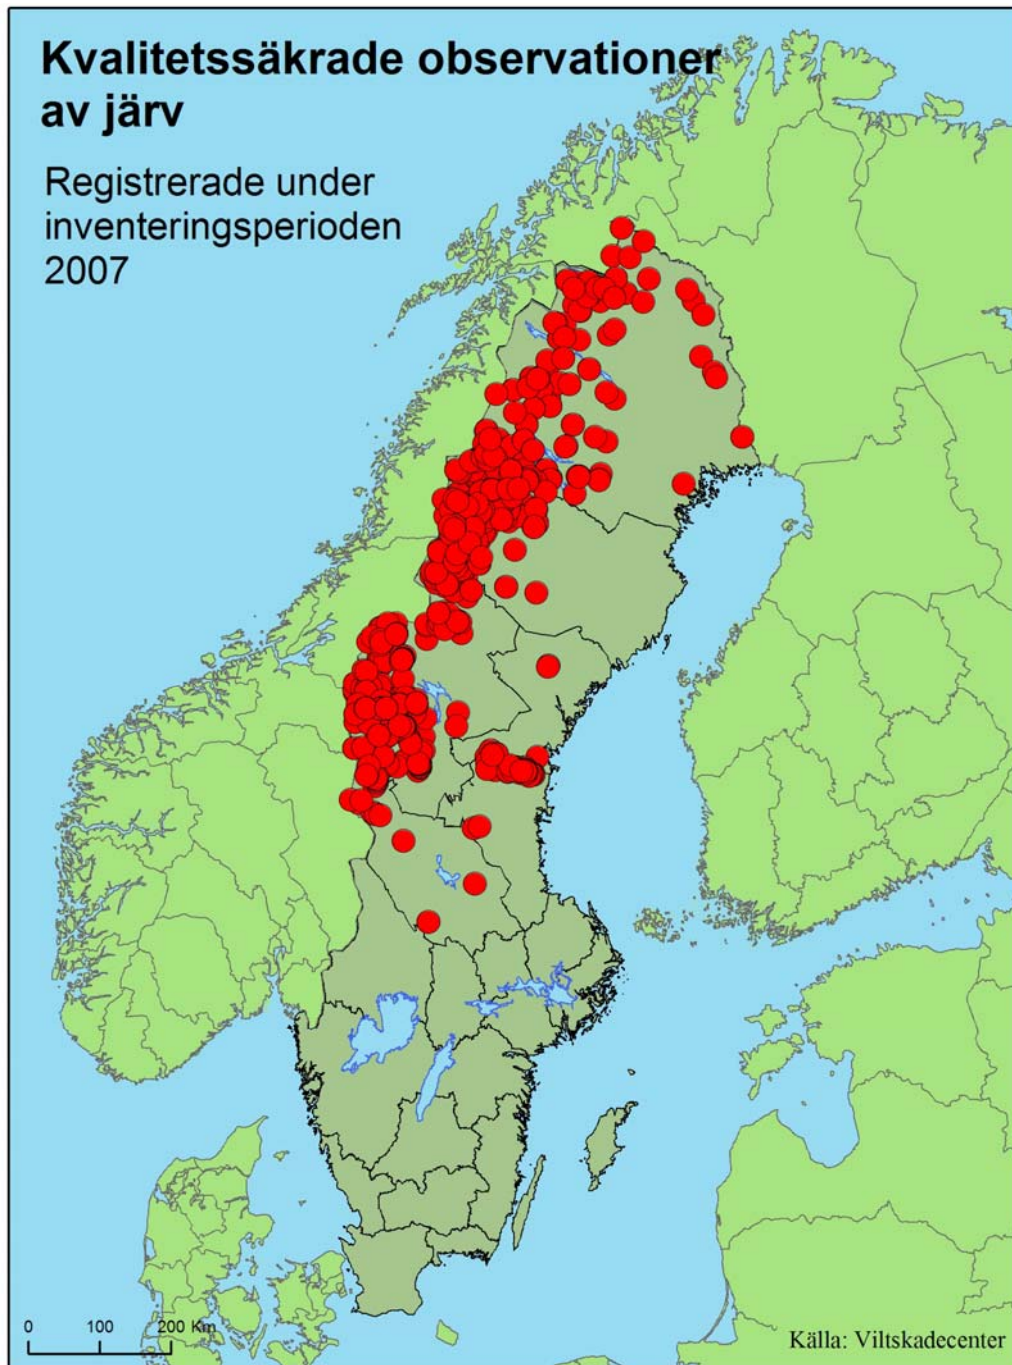 Kvalitetssäkrade observationer
av järv
Registrerade under
inventeringsperioden
2007
0 100 200 Km
Källa: Viltskadecenter